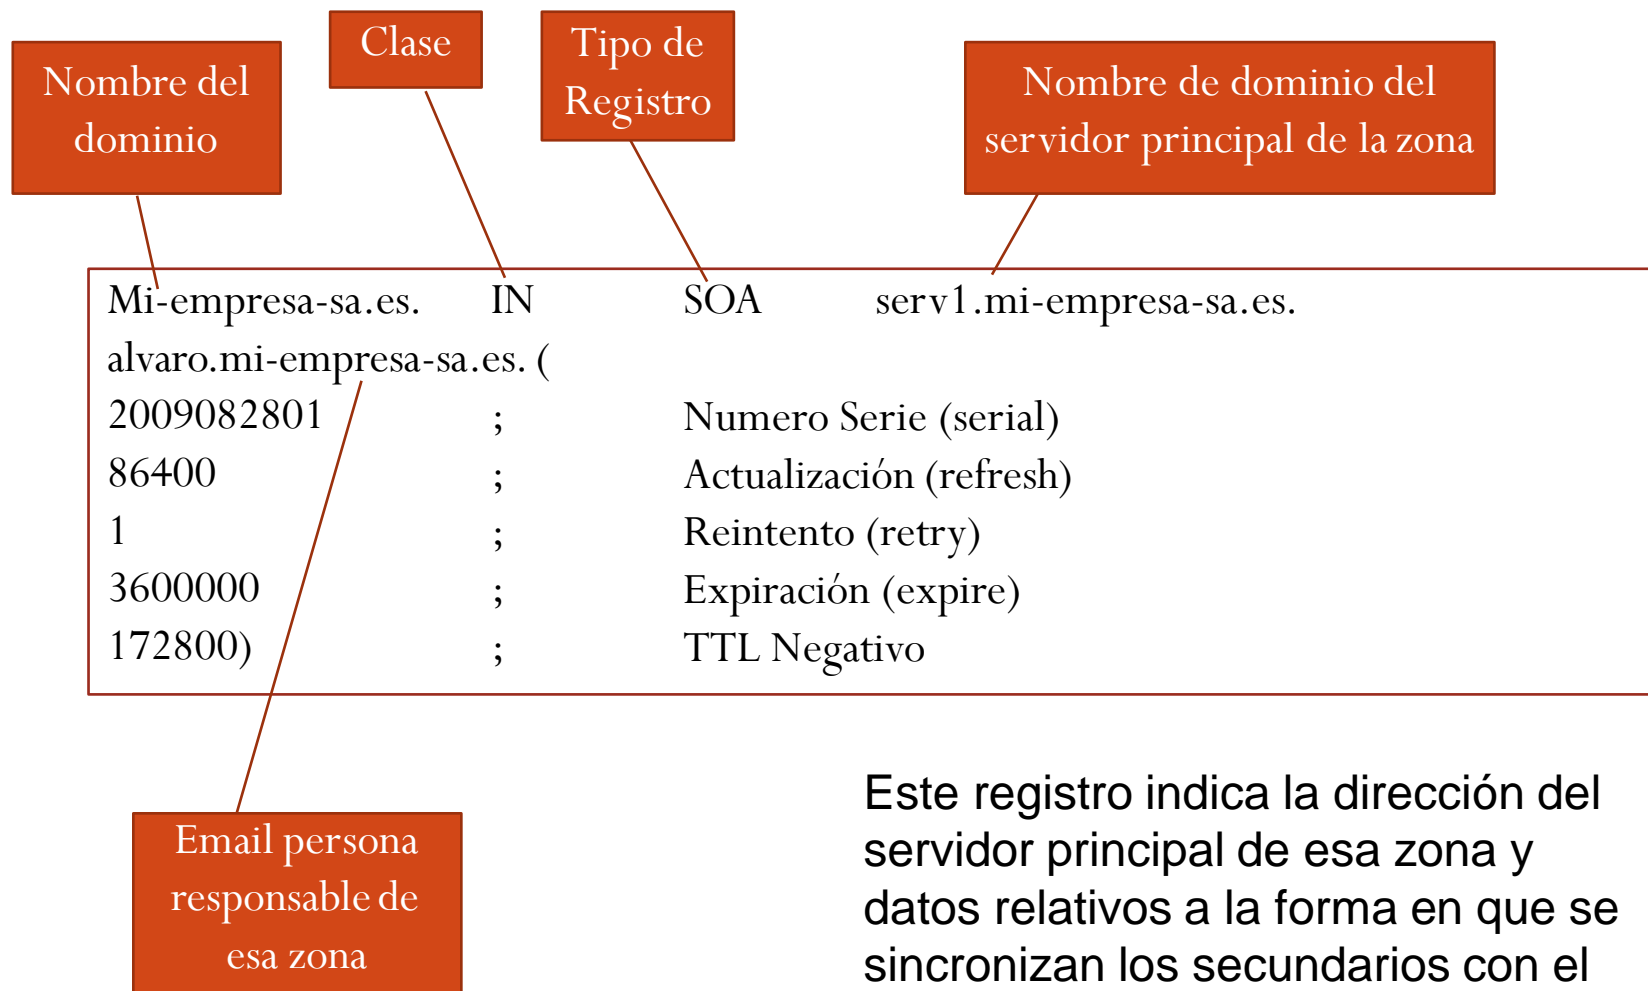 Nombre del
dominio
Clase
Tipo de
Registro
Nombre de dominio del
servidor principal de la zona
Mi-empresa-sa.es. IN SOA serv1.mi-empresa-sa.es.
alvaro.mi-empresa-sa.es. (
2009082801 ; Numero Serie (serial)
86400 ; Actualización (refresh)
1 ; Reintento (retry)
3600000 ; Expiración (expire)
172800) ; TTL Negativo
Email persona
responsable de
esa zona
Este registro indica la dirección del
servidor principal de esa zona y
datos relativos a la forma en que se
sincronizan los secundarios con el